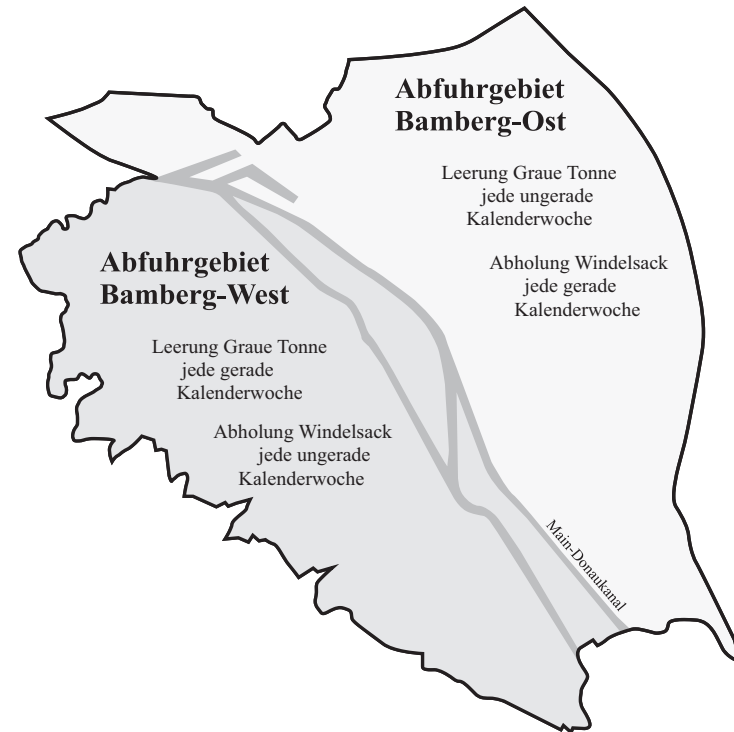 Abfuhrgebiet
Bamberg-Ost
Leerung Graue Tonne
jede ungerade
Kalenderwoche
Abholung Windelsack
jede gerade
Kalenderwoche
Abfuhrgebiet
Bamberg-West
Leerung Graue Tonne
jede gerade
Kalenderwoche
Abholung Windelsack
jede ungerade
Kalenderwoche
Main-Donaukanal